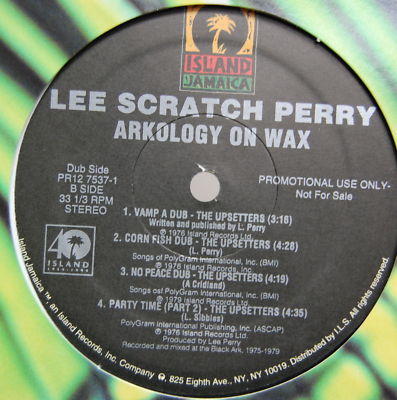 ISLAND
JAMAICA
LEE SCRATCH PERRY
ARKOLOGY ON WAX
Dub Side
PR12 7537-1
B SIDE
33 1/3 RPM
STEREO
PROMOTIONAL USE ONLY-
Not For Sale
1. VAMP A DUB - THE UPSETTERS (3:16)
Written and published by L. Perry
℗ 1976 Island Records Ltd.
2. CORN FISH DUB - THE UPSETTERS (4:28)
(L. Perry)
Songs of PolyGram International, Inc. (BMI)
℗ 1976 Island Records Ltd.
3. NO PEACE DUB - THE UPSETTERS (4:19)
(A Cridland)
Songs of PolyGram International, Inc. (BMI)
℗ 1979 Island Records Ltd.
4. PARTY TIME (PART 2) - THE UPSETTERS (4:35)
(L. Sibbles)
PolyGram International Publishing, Inc. (ASCAP)
℗ 1976 Island Records Ltd.
Produced by Lee Perry
Recorded and mixed at the Black Ark. 1975-1979
40
ISLAND
Island Jamaica™, an Island Records, Inc. Company, 825 Eighth Ave., NY, NY 10019. Distributed by I.L.S. All rights reserved.